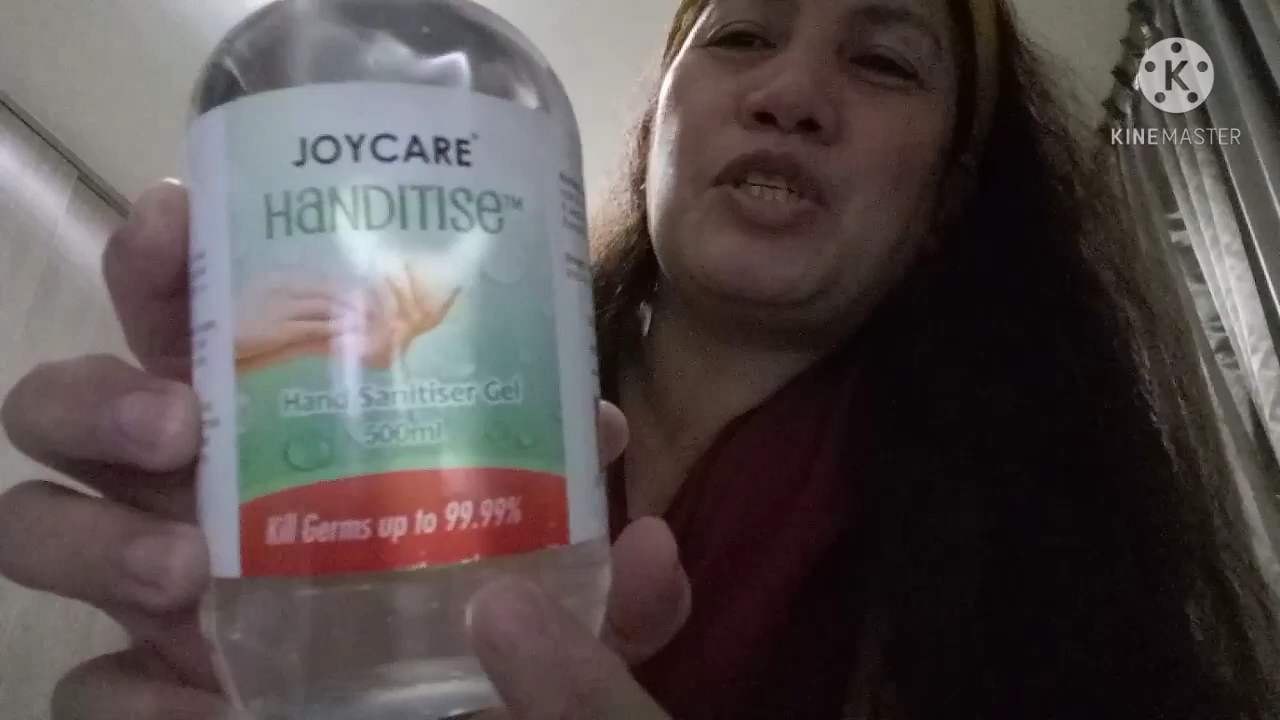 JOYCARE
HANDITISE™
Hand Sanitiser Gel
500ml
Kill Germs up to 99.99%
K
KINEMASTER